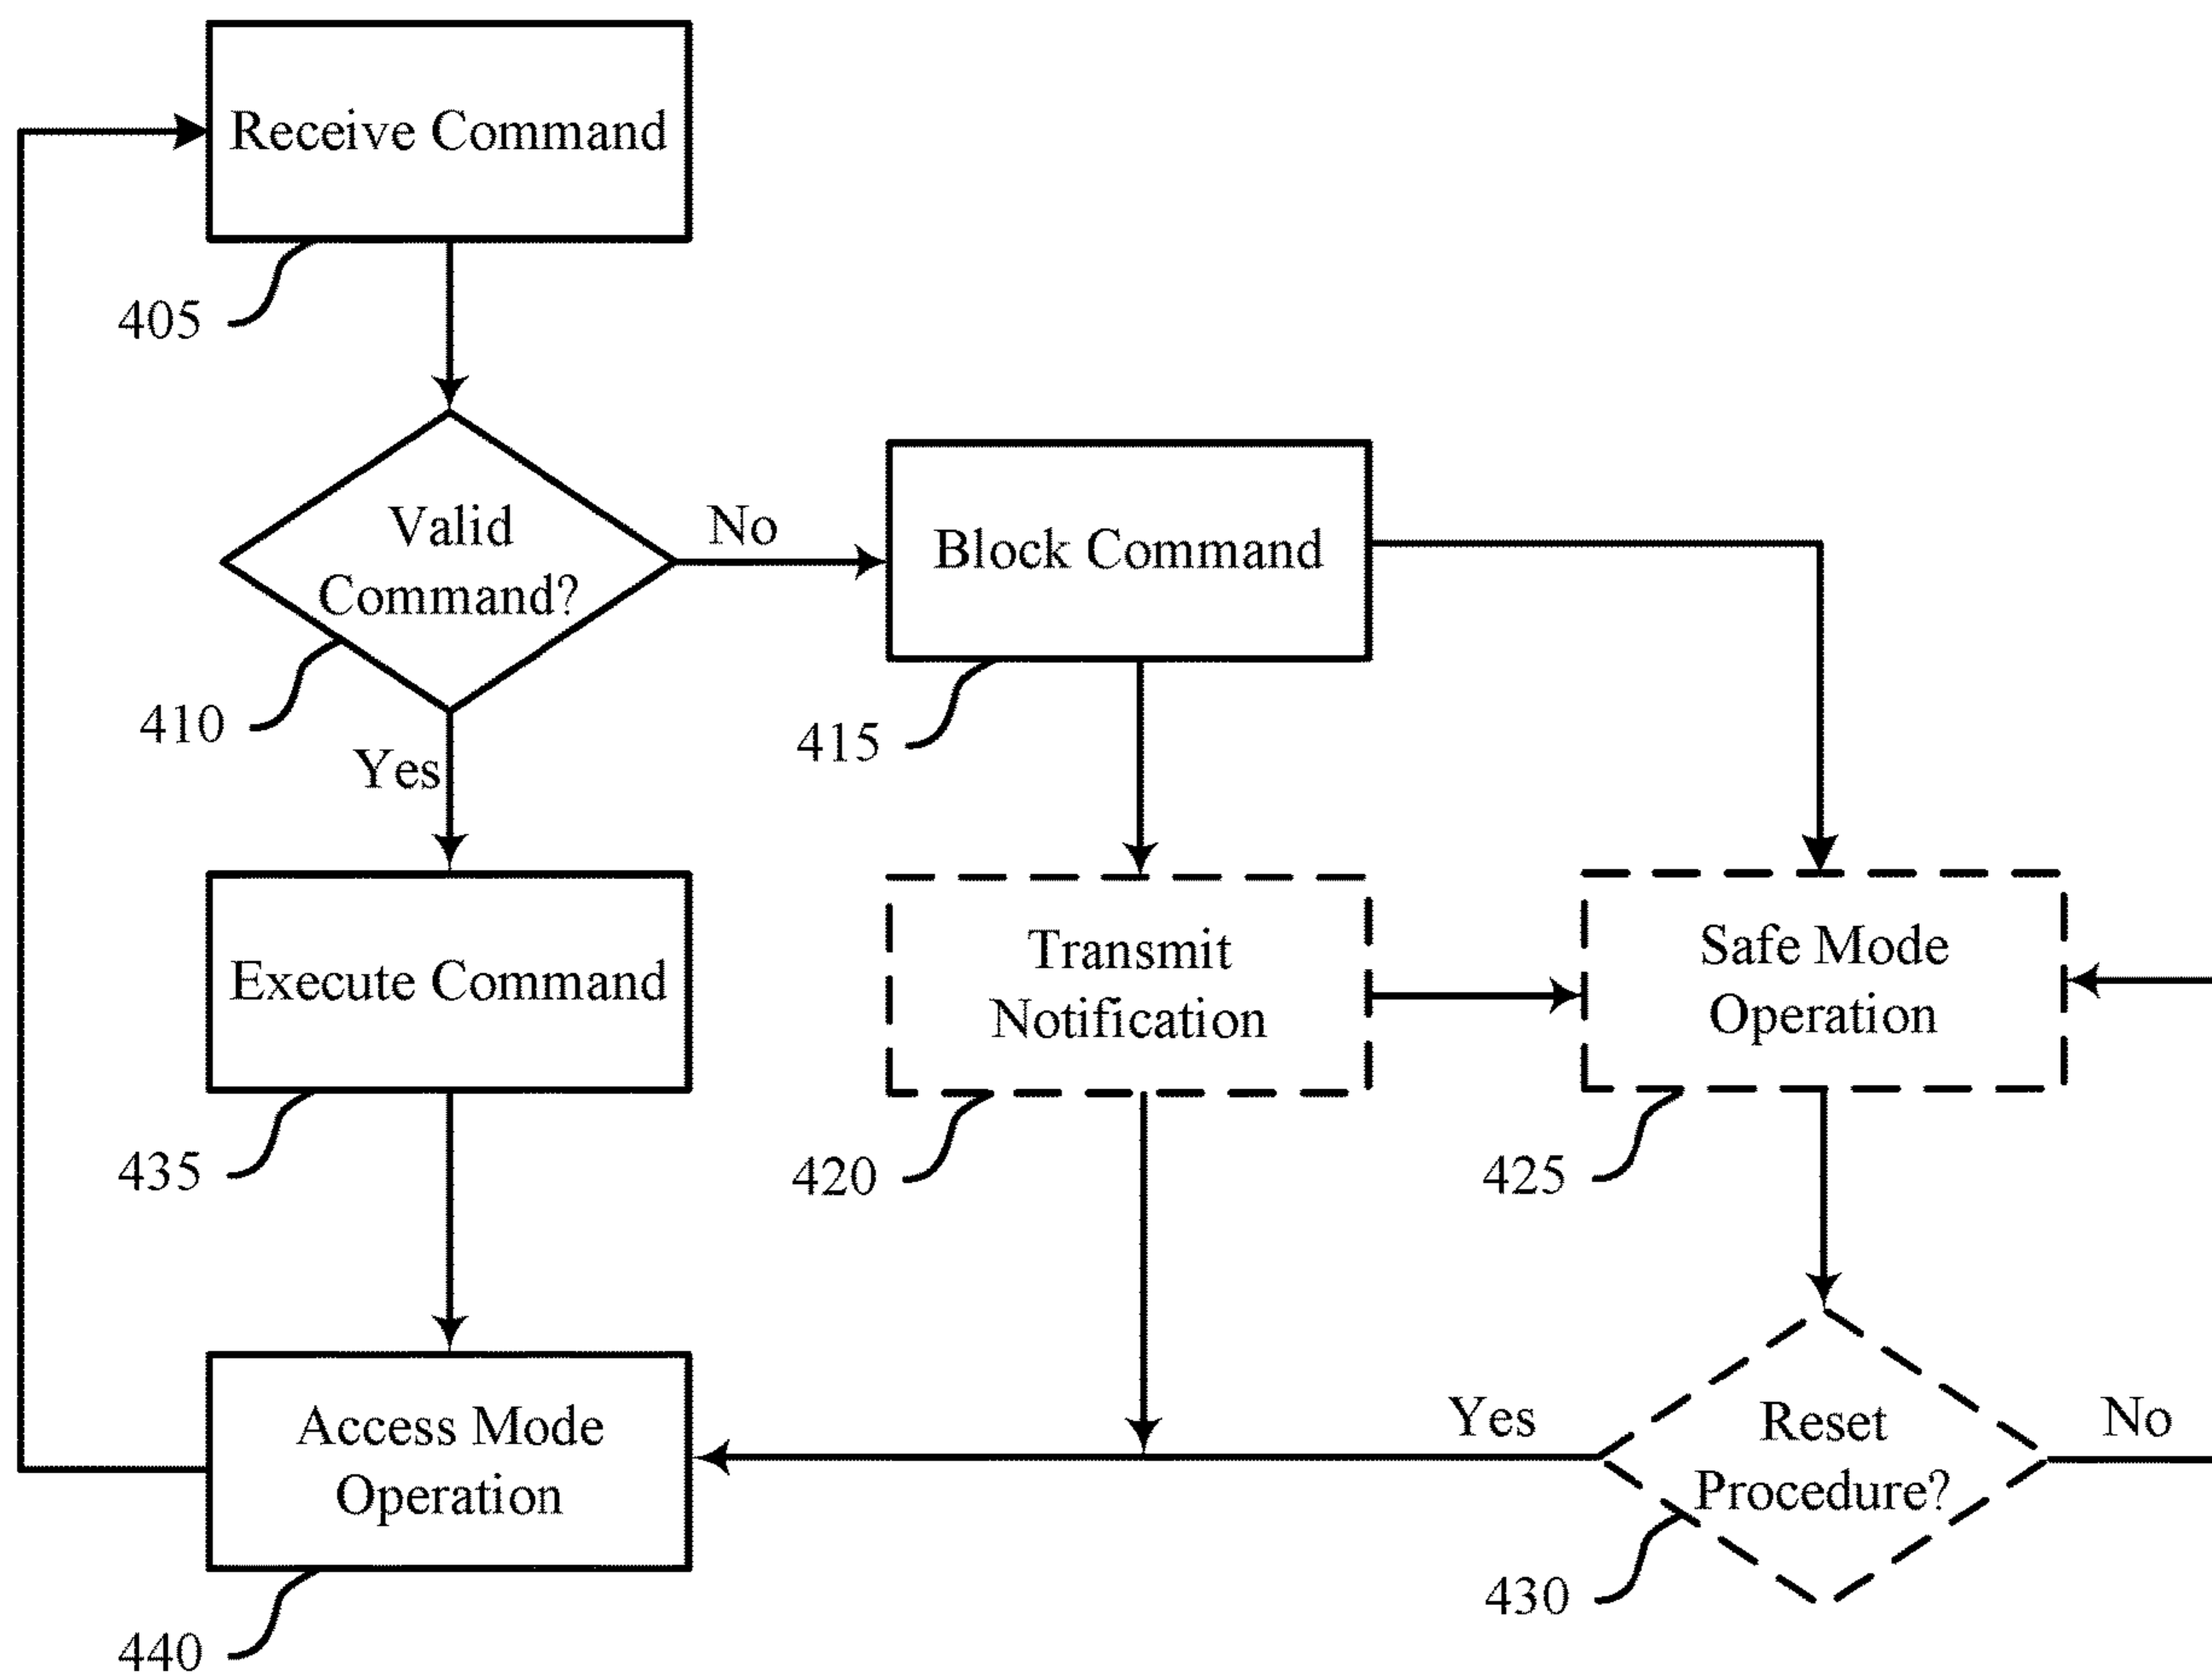 Receive Command
405
Valid
Command?
No
Block Command
410
415
Yes
Execute Command
Transmit
Notification
Safe Mode
Operation
435
420
425
Access Mode
Operation
Yes
Reset
Procedure?
No
430
440